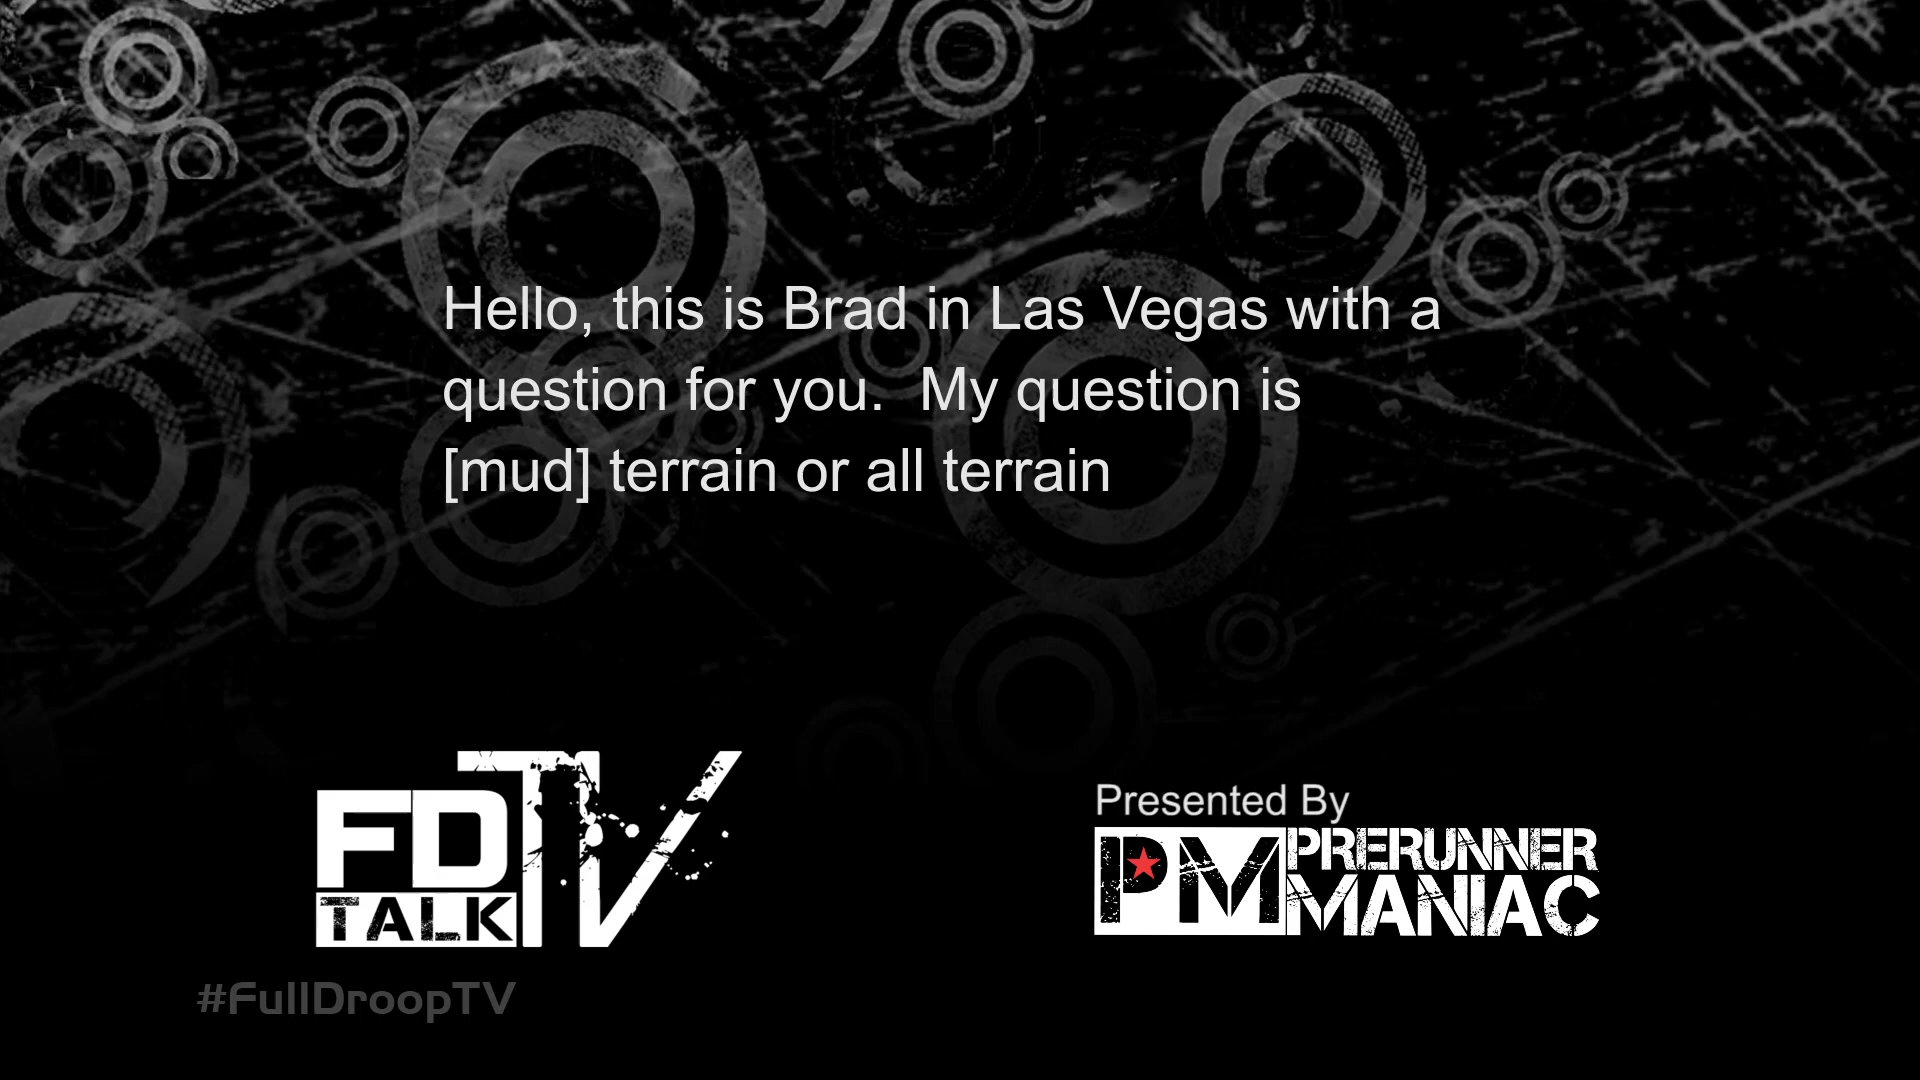 Hello, this is Brad in Las Vegas with a
question for you.  My question is
[mud] terrain or all terrain
FD TV
TALK
Presented By
PM PRERUNNER
MANIAC
#FullDroopTV